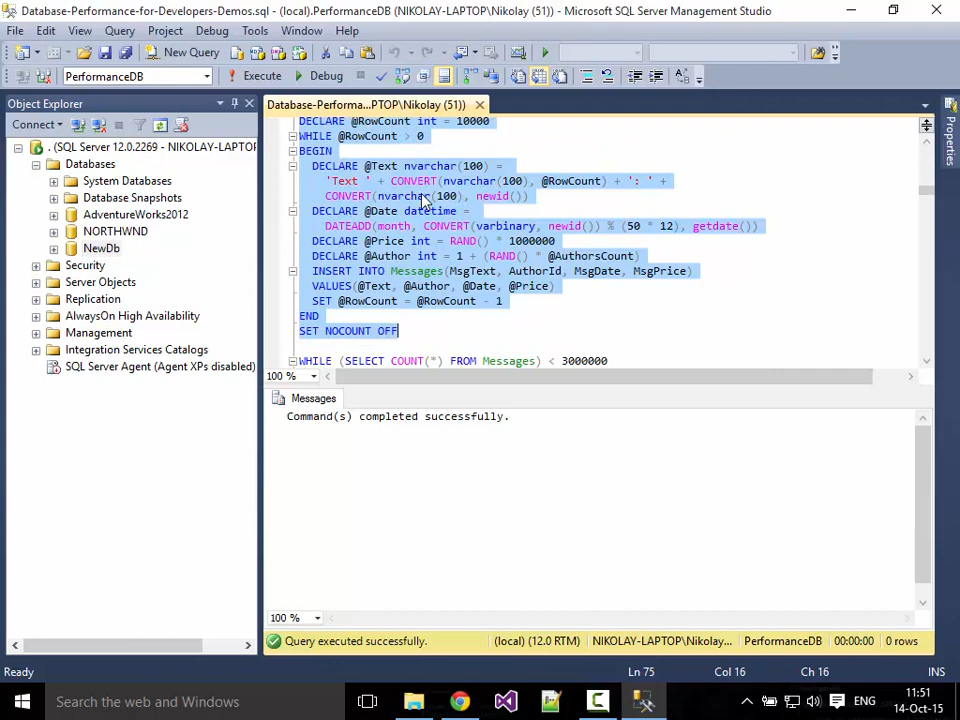 Database-Performance-for-Developers-Demos.sql - (local).PerformanceDB (NIKOLAY-LAPTOP\Nikolay (51)) - Microsoft SQL Server Management Studio
File Edit View Query Project Debug Tools Window Help
New Query
PerformanceDB Execute Debug
Object Explorer
Connect
. (SQL Server 12.0.2269 - NIKOLAY-LAPTO
Databases
System Databases
Database Snapshots
AdventureWorks2012
NORTHWND
NewDb
Security
Server Objects
Replication
AlwaysOn High Availability
Management
Integration Services Catalogs
SQL Server Agent (Agent XPs disabled)
Database-Performa...PTOP\Nikolay (51))
DECLARE @RowCount int = 10000
WHILE @RowCount > 0
BEGIN
DECLARE @Text nvarchar(100) =
'Text ' + CONVERT(nvarchar(100), @RowCount) + ': ' +
CONVERT(nvarchar(100), newid())
DECLARE @Date datetime =
DATEADD(month, CONVERT(varbinary, newid()) % (50 * 12), getdate())
DECLARE @Price int = RAND() * 1000000
DECLARE @Author int = 1 + (RAND() * @AuthorsCount)
INSERT INTO Messages(MsgText, AuthorId, MsgDate, MsgPrice)
VALUES(@Text, @Author, @Date, @Price)
SET @RowCount = @RowCount - 1
END
SET NOCOUNT OFF
WHILE (SELECT COUNT(*) FROM Messages) < 3000000
100 %
Messages
Command(s) completed successfully.
100 %
Query executed successfully. (local) (12.0 RTM) NIKOLAY-LAPTOP\Nikolay... PerformanceDB 00:00:00 0 rows
Properties
Ready Ln 75 Col 16 Ch 16 INS
Search the web and Windows
ENG
11:51
14-Oct-15